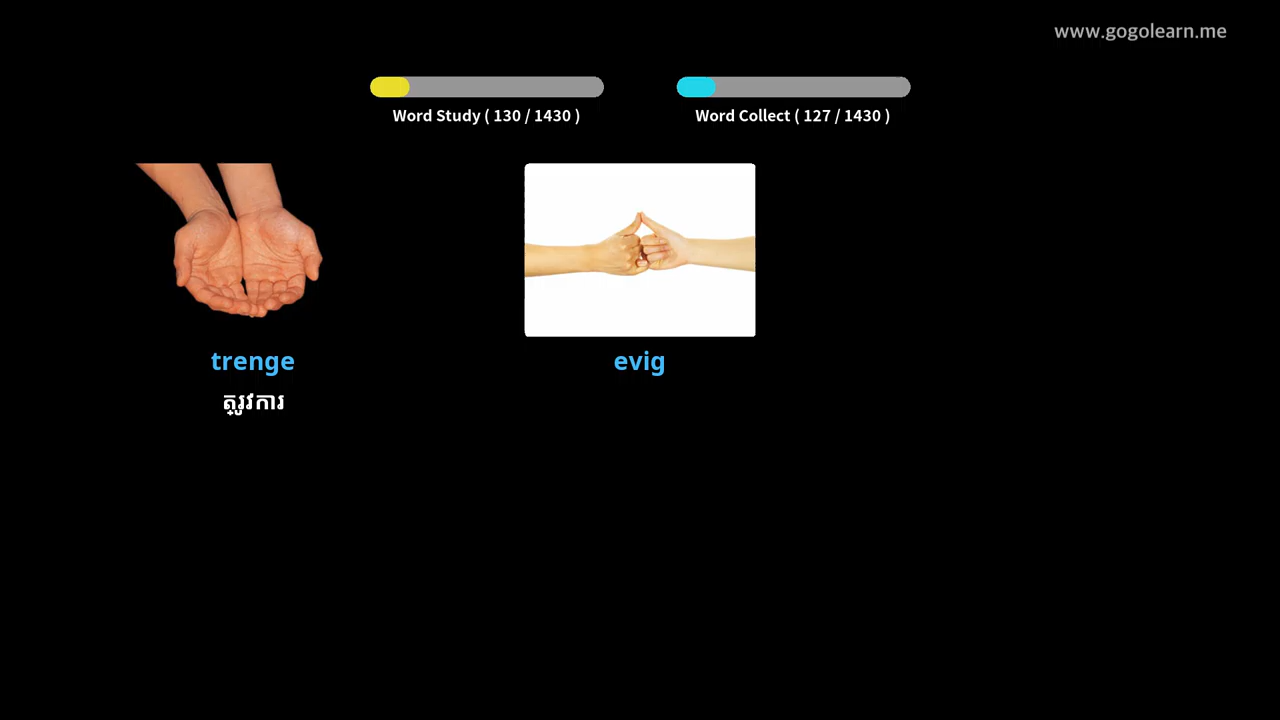 www.gogolearn.me
Word Study ( 130 / 1430 )
Word Collect ( 127 / 1430 )
trenge
evig
ត្រូវការ